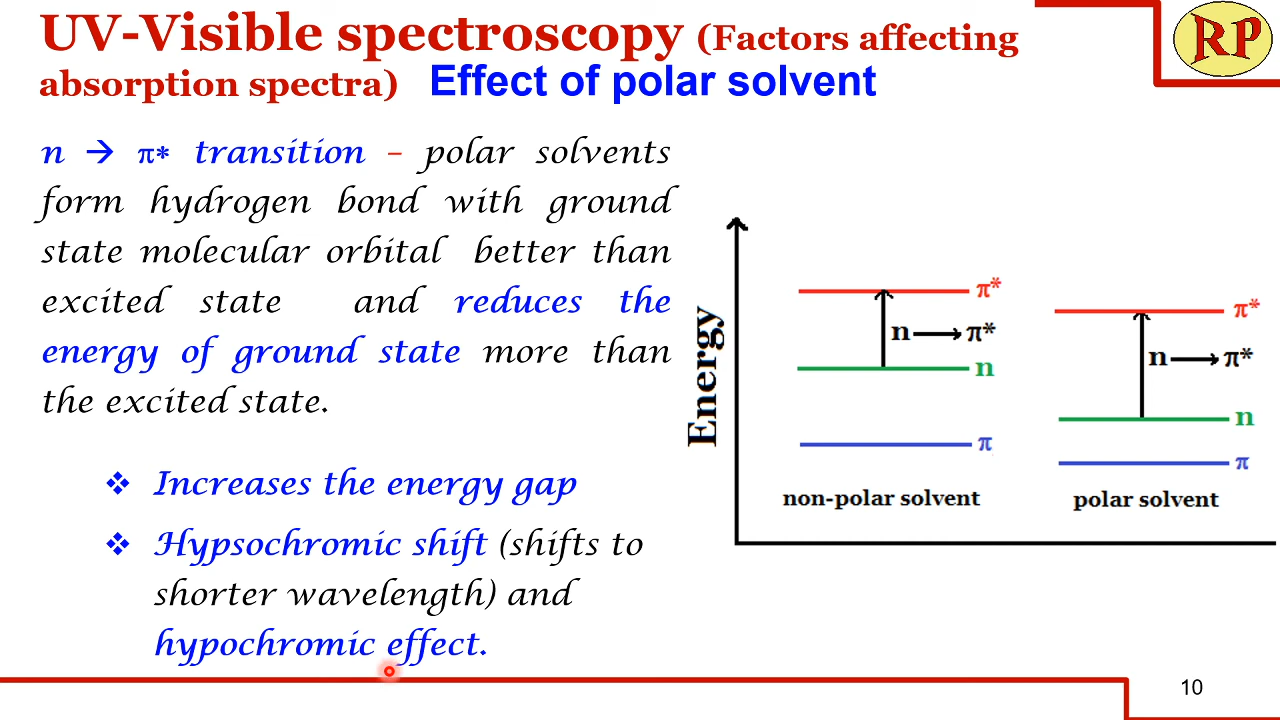 UV-Visible spectroscopy (Factors affecting
absorption spectra) Effect of polar solvent
RP
n → π* transition – polar solvents
form hydrogen bond with ground
state molecular orbital better than
excited state and reduces the
energy of ground state more than
the excited state.
❖ Increases the energy gap
❖ Hypsochromic shift (shifts to
shorter wavelength) and
hypochromic effect.
Energy
π*
n → π*
n
π
non-polar solvent
π*
n → π*
n
π
polar solvent
10